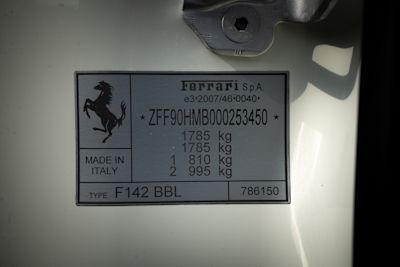 Ferrari S.p.A.
e3*2007/46*0040*
*ZFF90HMB000253450*
1785 kg
1785 kg
1 810 kg
2 995 kg
MADE IN
ITALY
TYPE F142 BBL 786150